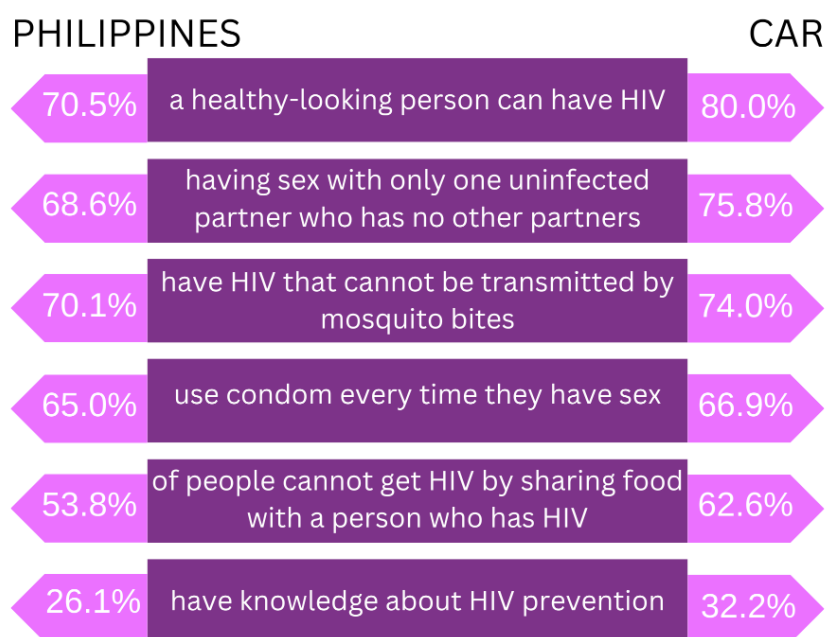 PHILIPPINES CAR
70.5% a healthy-looking person can have HIV 80.0%
having sex with only one uninfected
68.6% partner who has no other partners 75.8%
have HIV that cannot be transmitted by
70.1% mosquito bites 74.0%
65.0% use condom every time they have sex 66.9%
of people cannot get HIV by sharing food
53.8% with a person who has HIV 62.6%
26.1% have knowledge about HIV prevention 32.2%